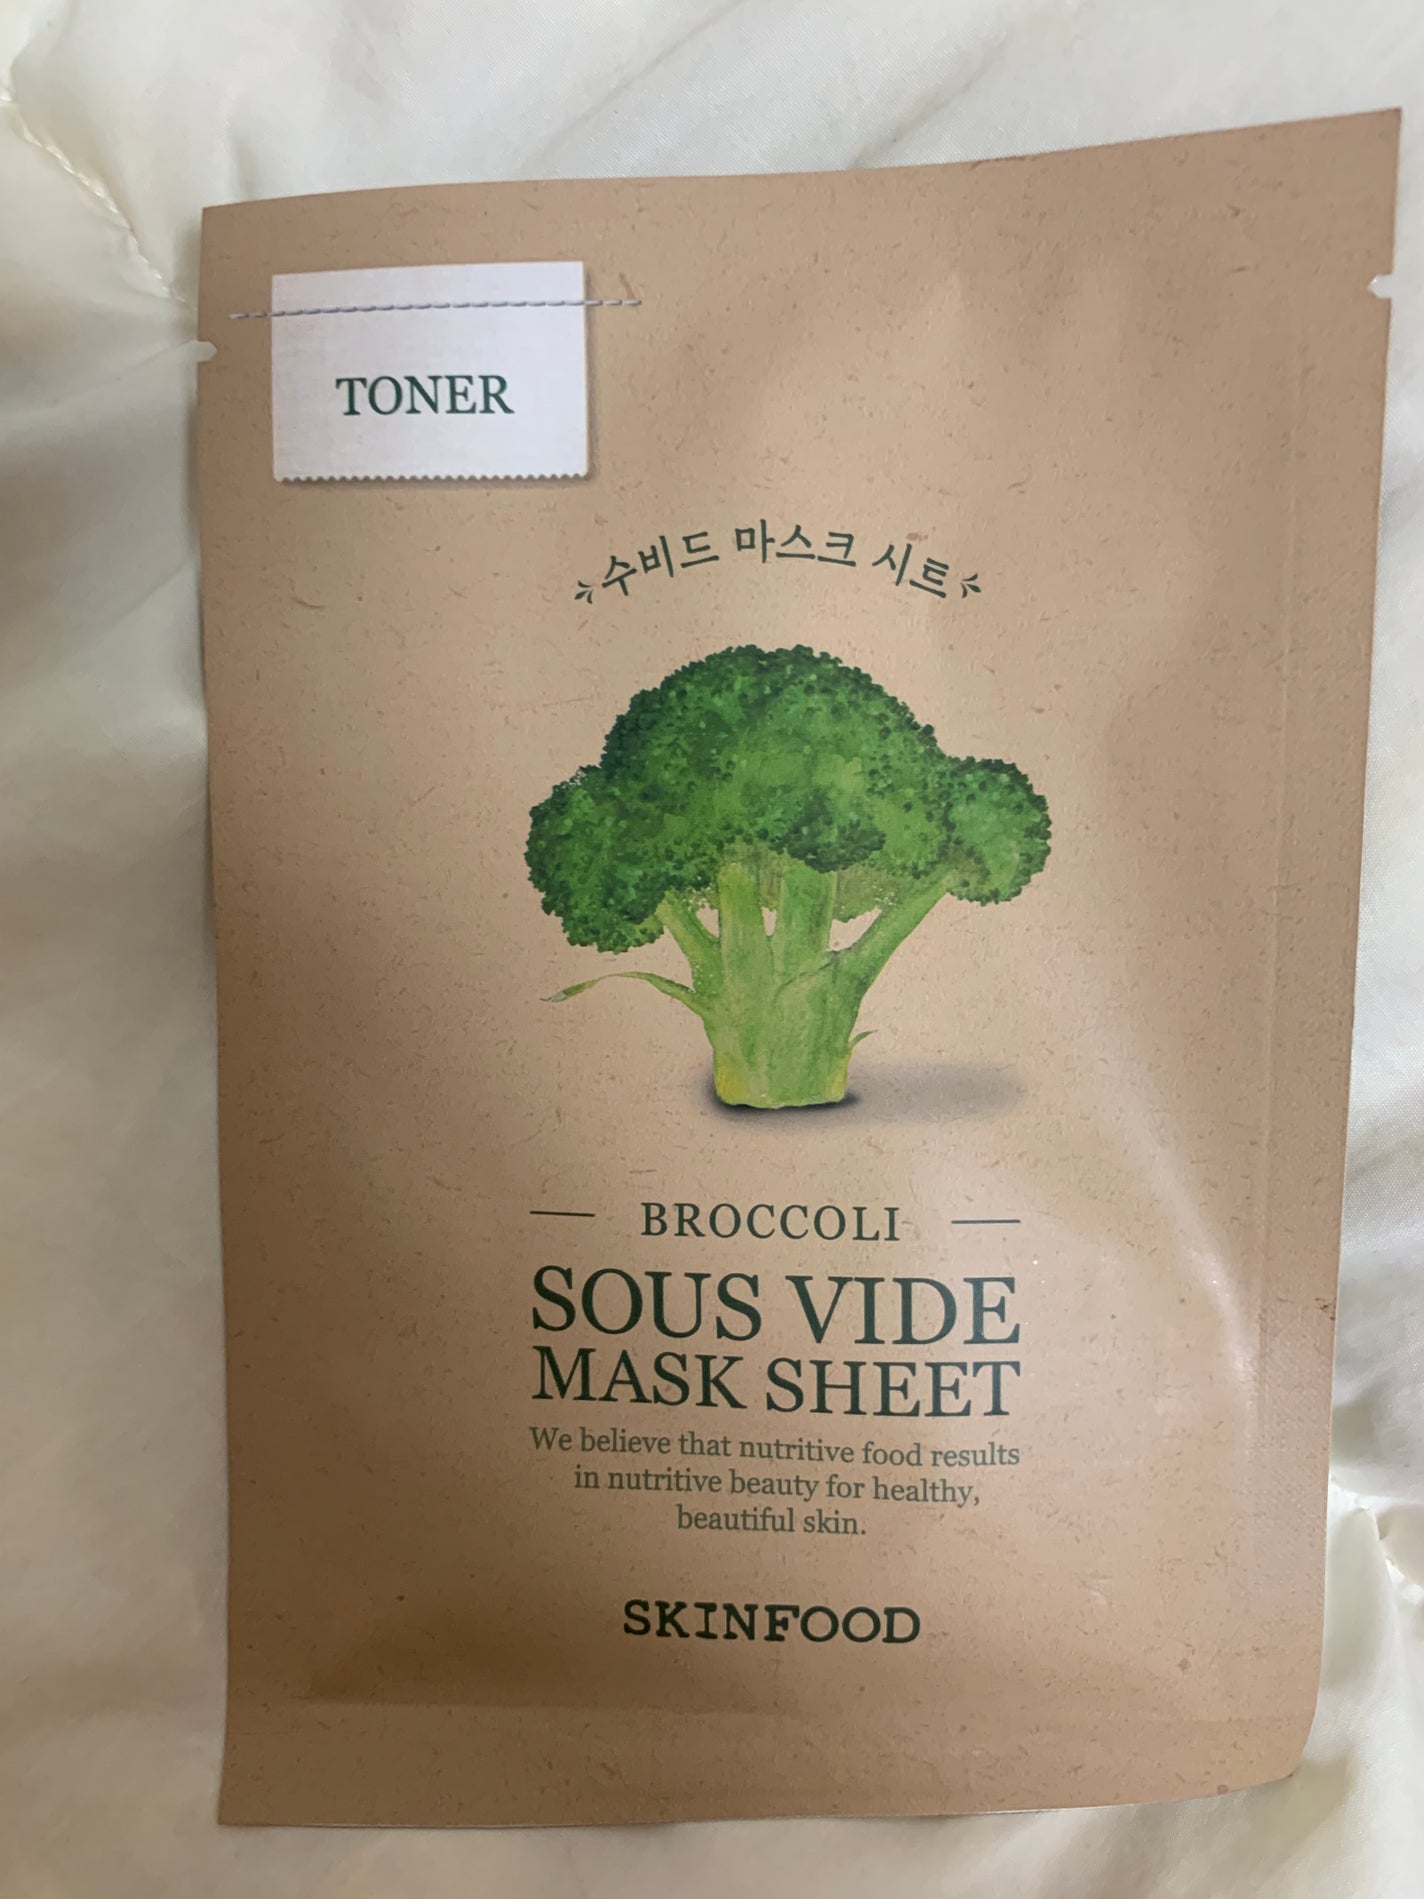 TONER
수비드 마스크 시트
BROCCOLI
SOUS VIDE
MASK SHEET
We believe that nutritive food results
in nutritive beauty for healthy,
beautiful skin.
SKINFOOD